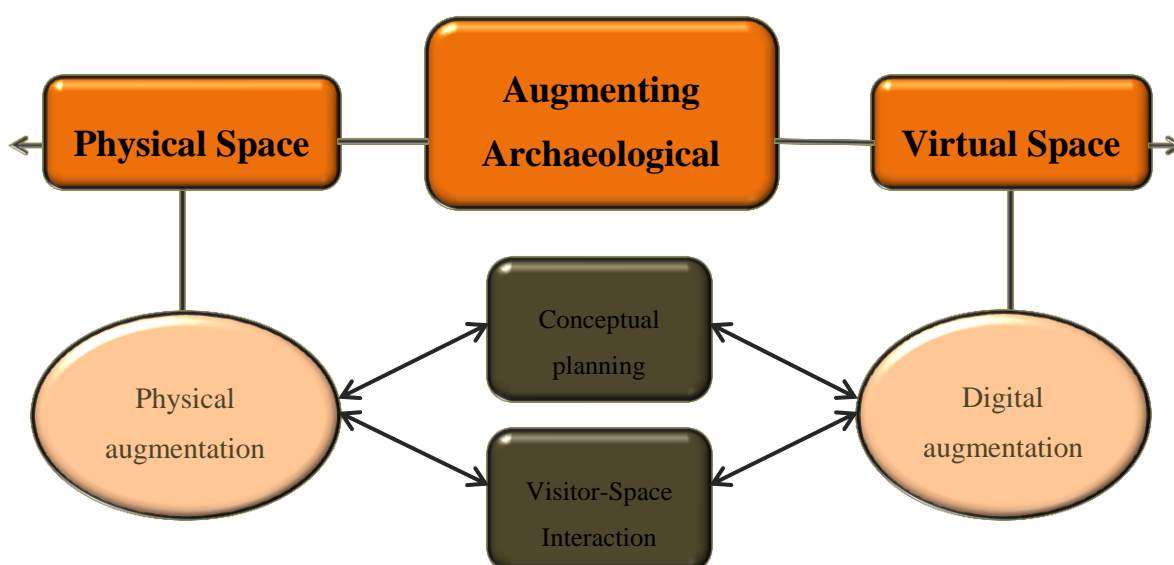 Augmenting
Archaeological
Physical Space
Virtual Space
Conceptual
planning
Physical
augmentation
Digital
augmentation
Visitor-Space
Interaction